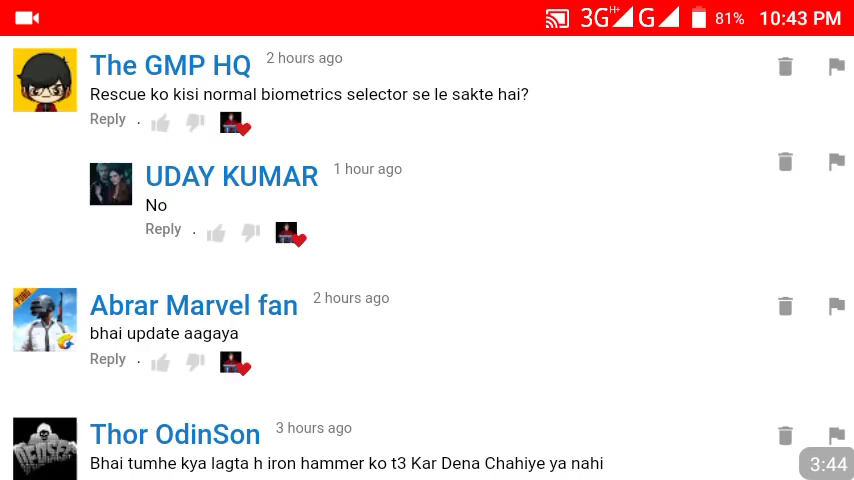 3G H+ G 81% 10:43 PM
The GMP HQ 2 hours ago
Rescue ko kisi normal biometrics selector se le sakte hai?
Reply .
UDAY KUMAR 1 hour ago
No
Reply .
PUBG
Abrar Marvel fan 2 hours ago
bhai update aagaya
Reply .
Thor OdinSon 3 hours ago
Bhai tumhe kya lagta h iron hammer ko t3 Kar Dena Chahiye ya nahi
DEDSEC
3:44